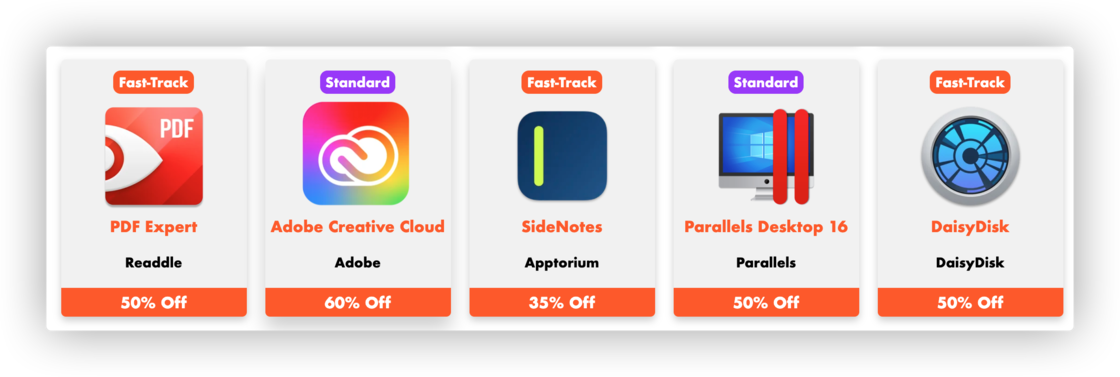 Fast-Track
PDF
PDF Expert
Readdle
50% Off
Standard
Adobe Creative Cloud
Adobe
60% Off
Fast-Track
SideNotes
Apptorium
35% Off
Standard
Parallels Desktop 16
Parallels
50% Off
Fast-Track
DaisyDisk
DaisyDisk
50% Off